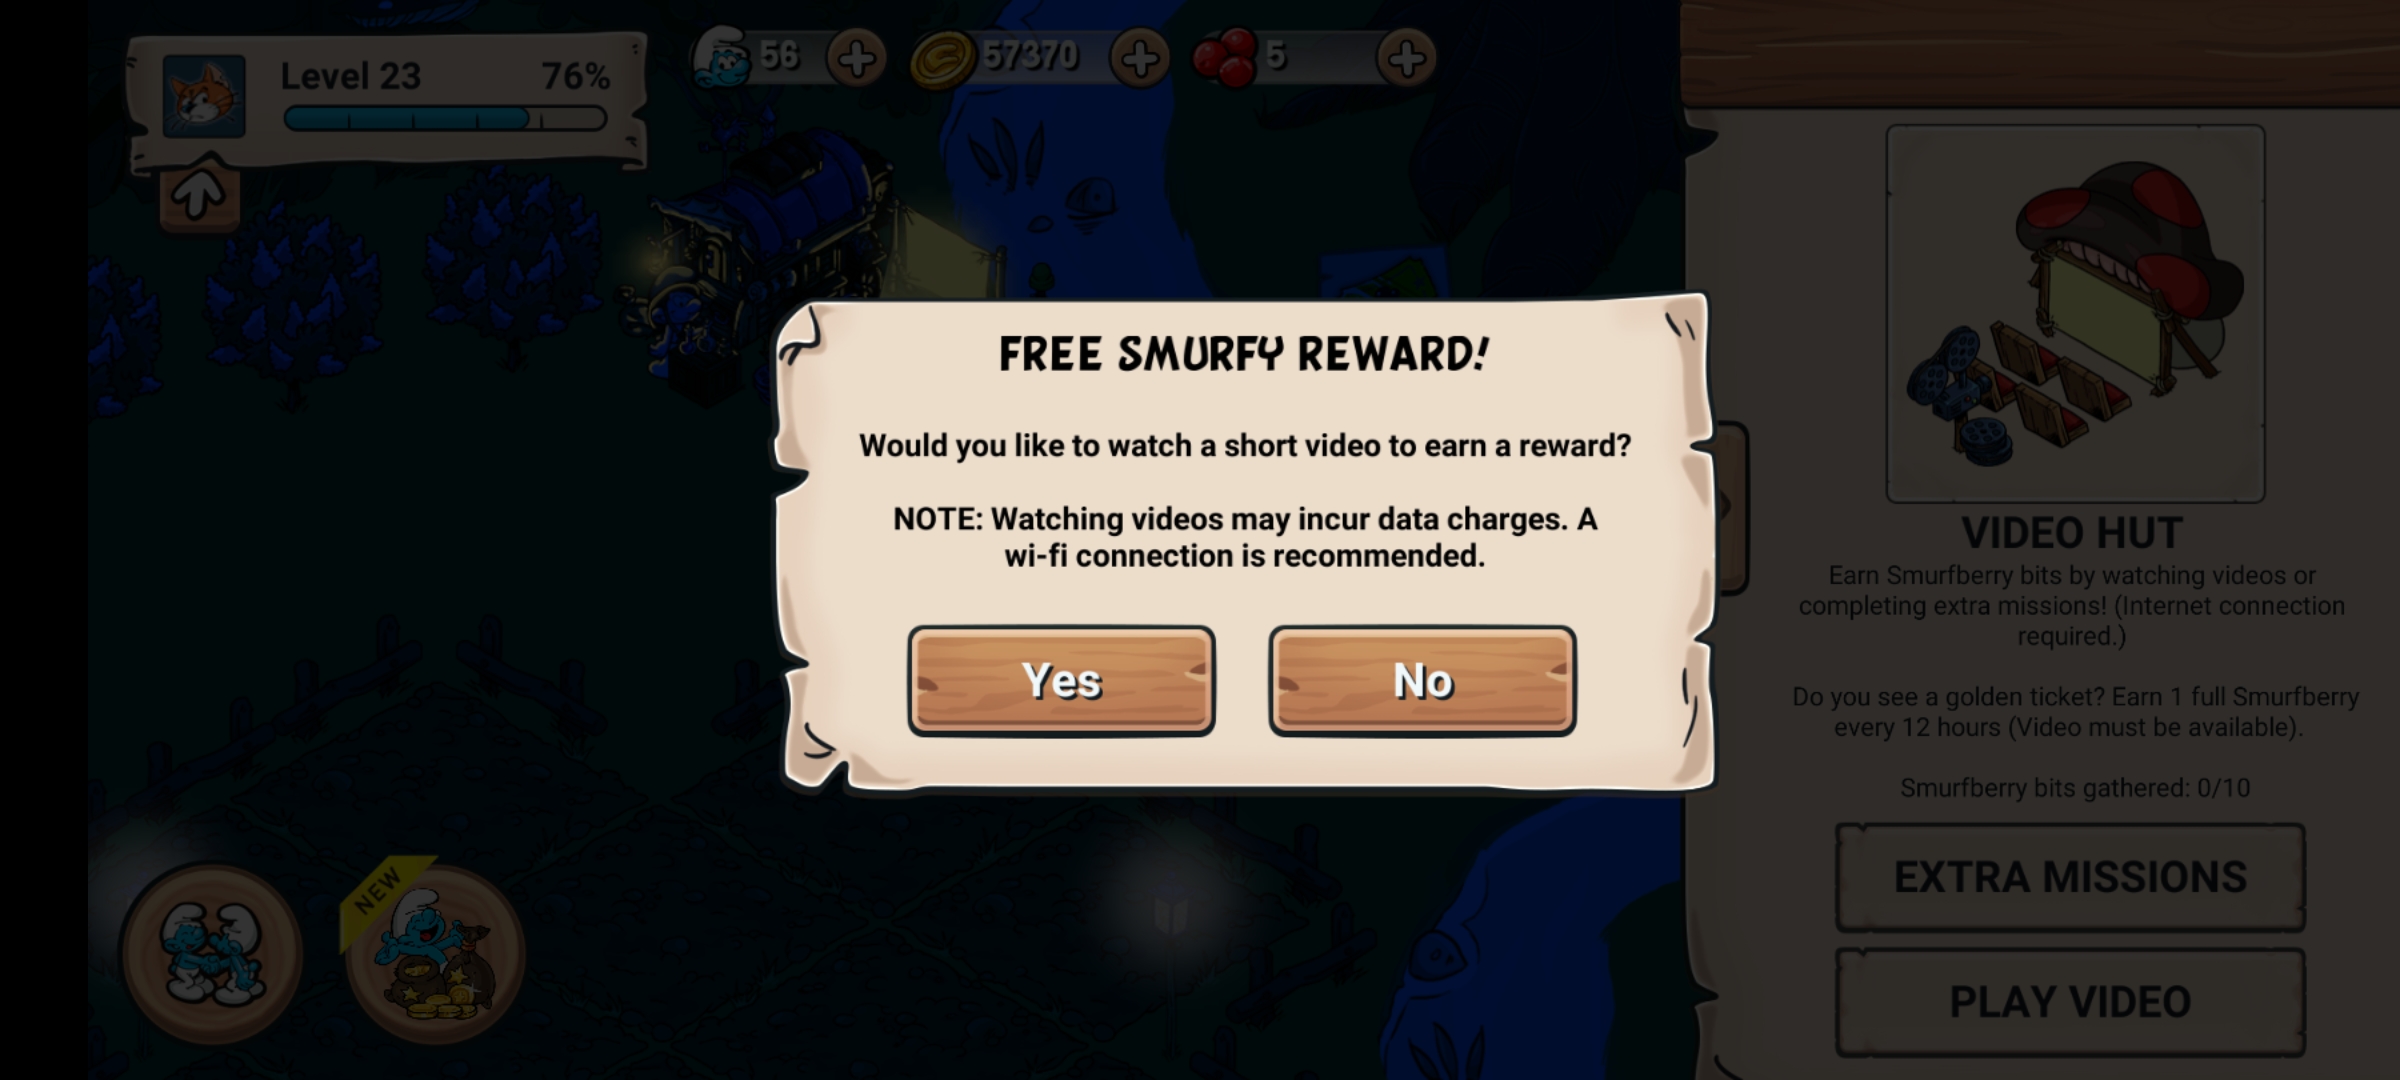 Level 23 76%
56
57370
5
FREE SMURFY REWARD!
Would you like to watch a short video to earn a reward?
NOTE: Watching videos may incur data charges. A
wi-fi connection is recommended.
Yes
No
VIDEO HUT
Earn Smurfberry bits by watching videos or
completing extra missions! (Internet connection
required.)
Do you see a golden ticket? Earn 1 full Smurfberry
every 12 hours (Video must be available).
Smurfberry bits gathered: 0/10
EXTRA MISSIONS
PLAY VIDEO
NEW